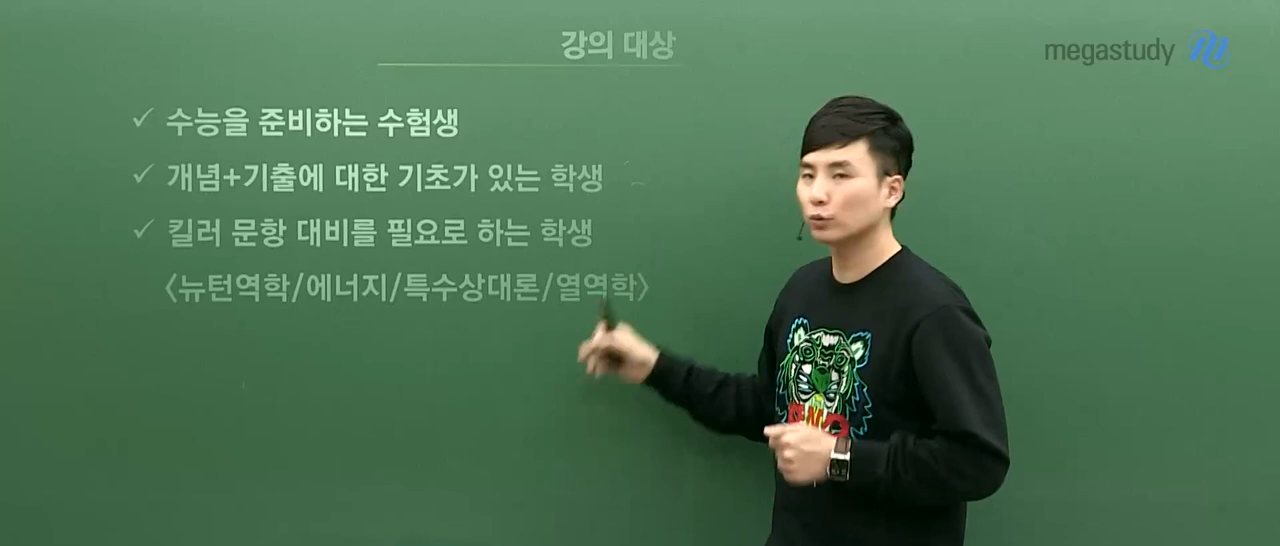 강의 대상
megastudy
✓ 수능을 준비하는 수험생
✓ 개념+기출에 대한 기초가 있는 학생
✓ 킬러 문항 대비를 필요로 하는 학생
〈뉴턴역학/에너지/특수상대론/열역학〉